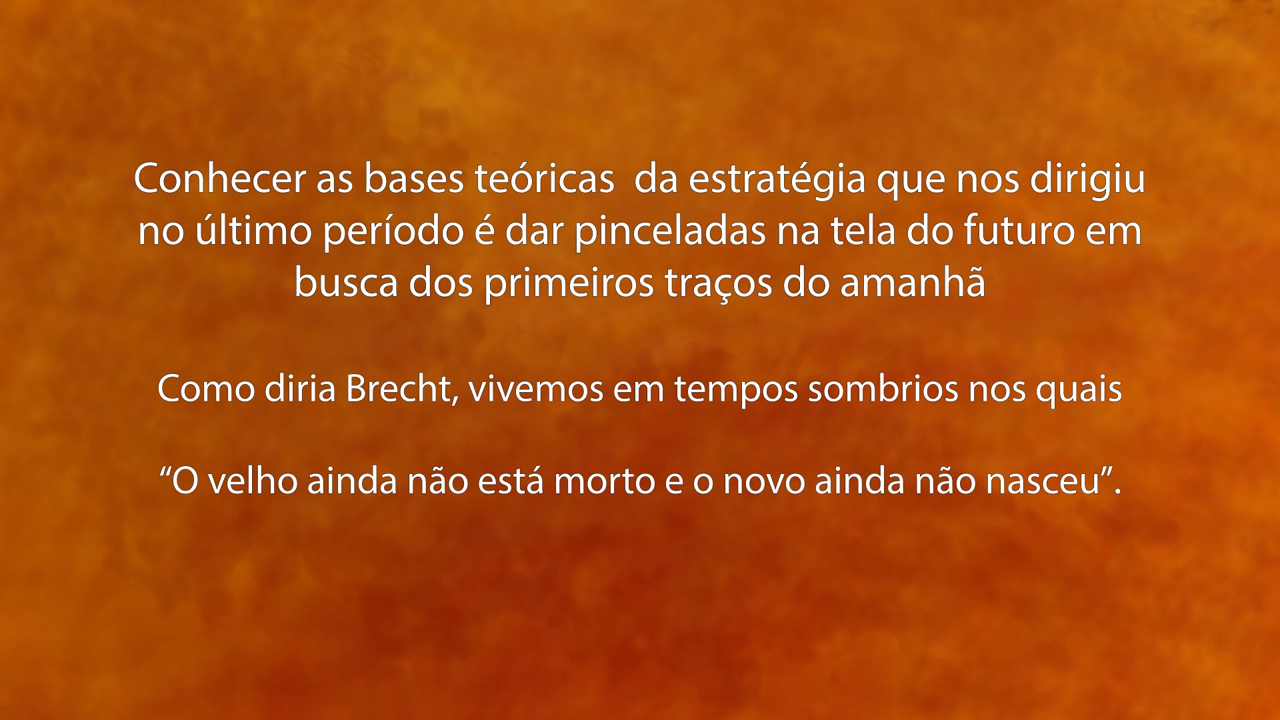 Conhecer as bases teóricas  da estratégia que nos dirigiu
no último período é dar pinceladas na tela do futuro em
busca dos primeiros traços do amanhã
Como diria Brecht, vivemos em tempos sombrios nos quais
“O velho ainda não está morto e o novo ainda não nasceu”.